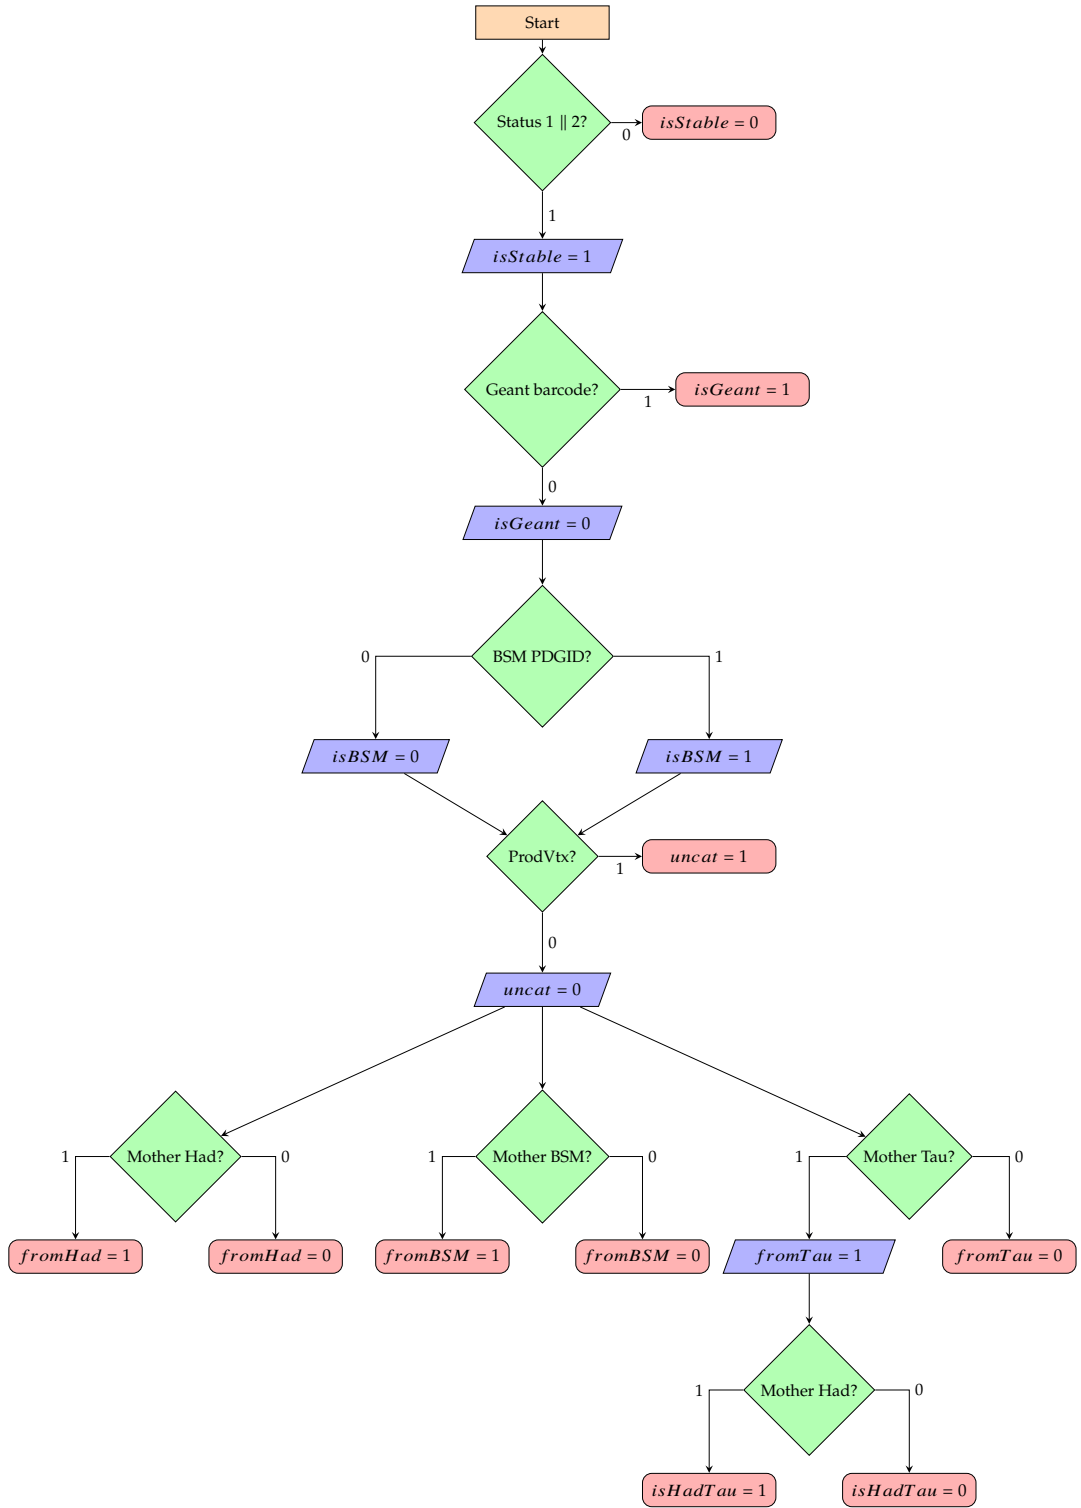 Start
Status 1 || 2?
0
isStable = 0
1
isStable = 1
Geant barcode?
1
isGeant = 1
0
isGeant = 0
BSM PDGID?
0
1
isBSM = 0
isBSM = 1
ProdVtx?
1
uncat = 1
0
uncat = 0
1
Mother Had?
0
1
Mother BSM?
0
1
Mother Tau?
0
fromHad = 1
fromHad = 0
fromBSM = 1
fromBSM = 0
fromTau = 1
fromTau = 0
1
Mother Had?
0
isHadTau = 1
isHadTau = 0